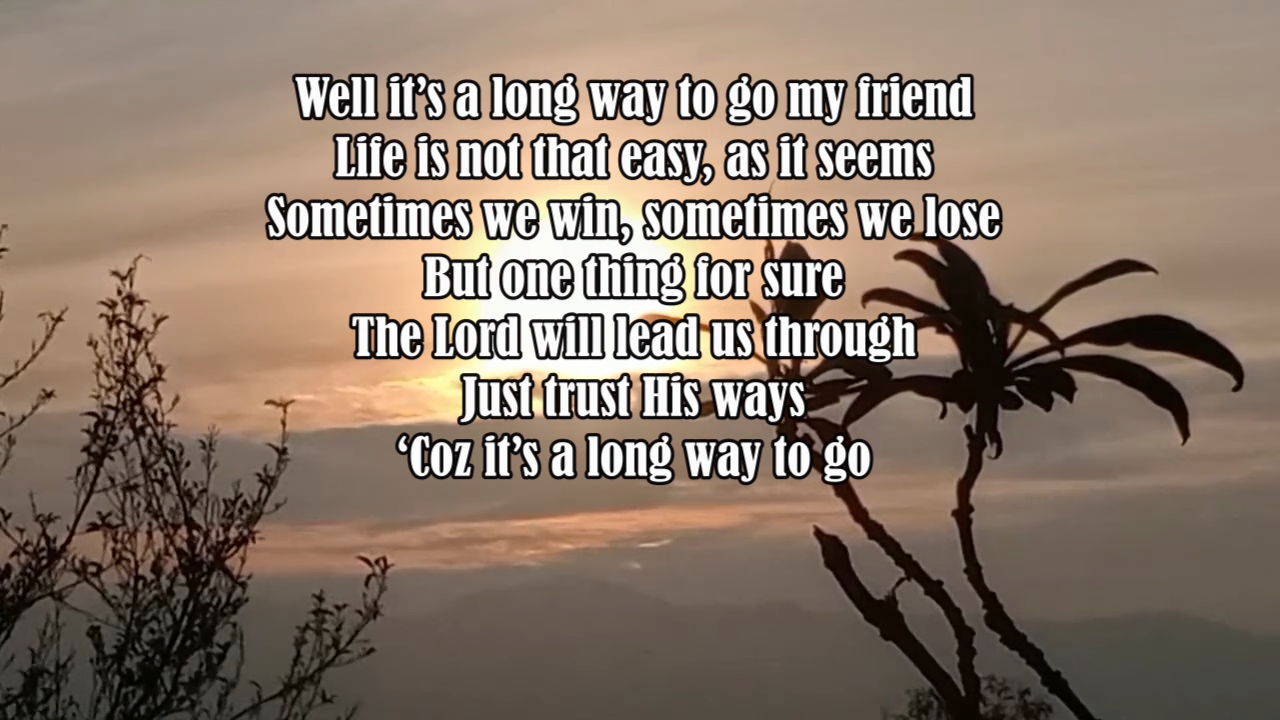 Well it’s a long way to go my friend
Life is not that easy, as it seems
Sometimes we win, sometimes we lose
But one thing for sure
The Lord will lead us through
Just trust His ways
‘Coz it’s a long way to go